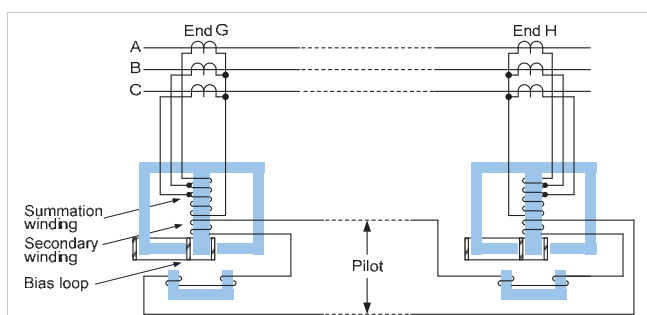 End G
End H
A
B
C
Summation
winding
Secondary
winding
Bias loop
Pilot